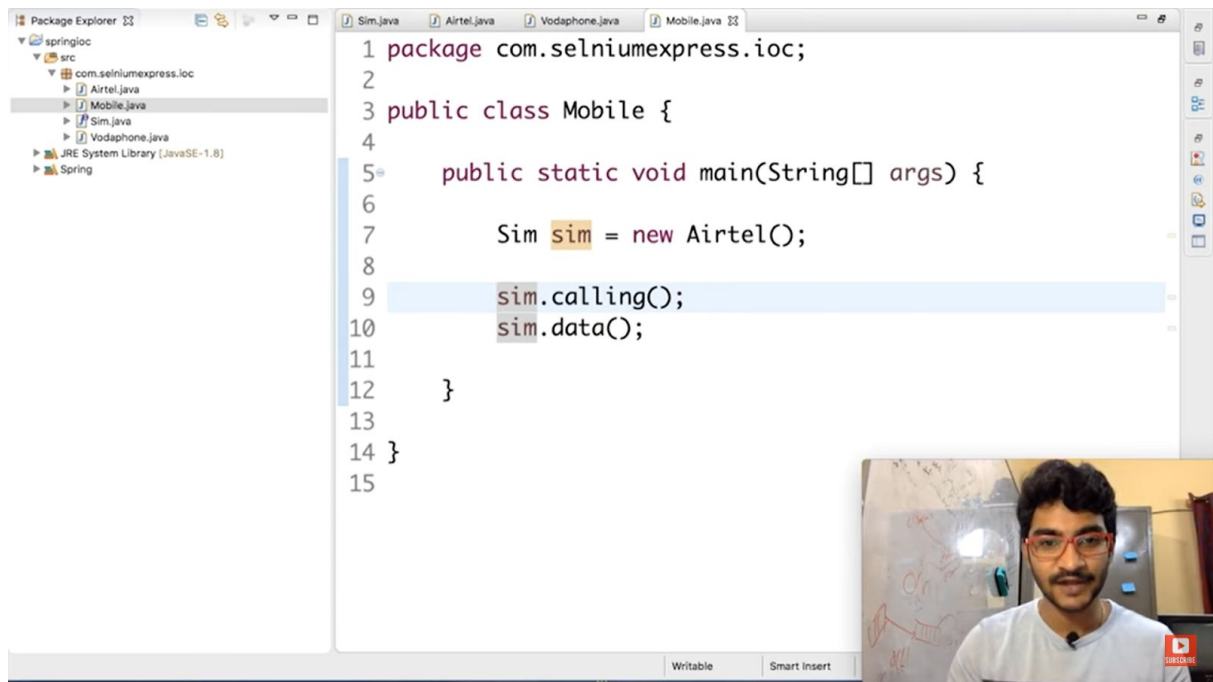 Package Explorer
springioc
src
com.selniumexpress.ioc
Airtel.java
Mobile.java
Sim.java
Vodaphone.java
JRE System Library [JavaSE-1.8]
Spring
Sim.java Airtel.java Vodaphone.java Mobile.java
1 package com.selniumexpress.ioc;
2
3 public class Mobile {
4
5 public static void main(String[] args) {
6
7 Sim sim = new Airtel();
8
9 sim.calling();
10 sim.data();
11
12 }
13
14 }
15
Writable Smart Insert
SUBSCRIBE